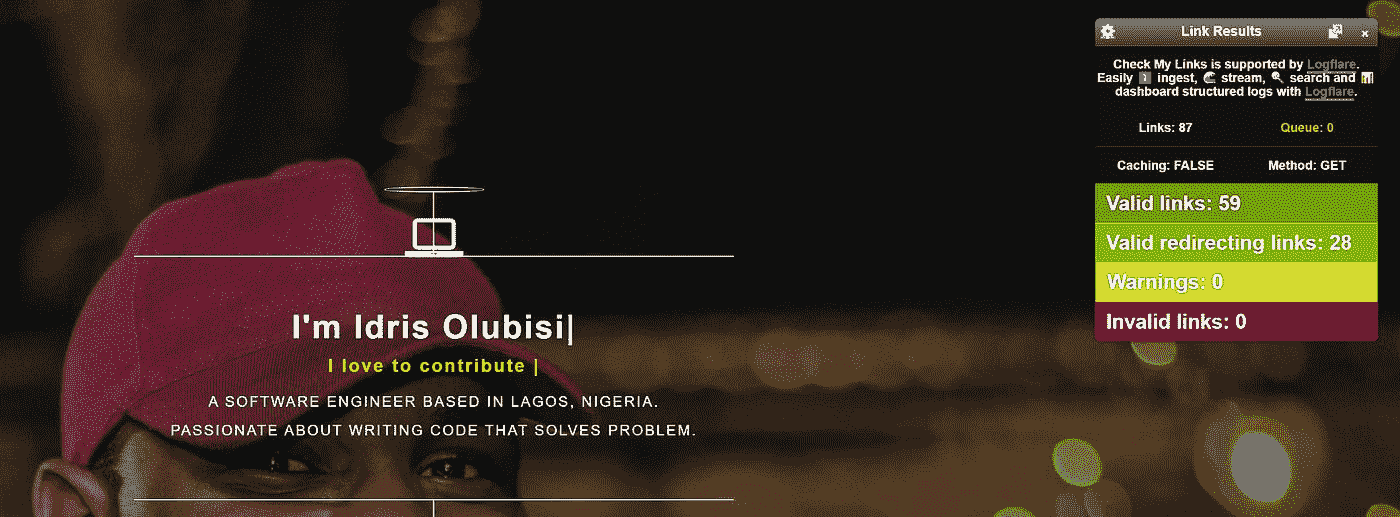 I'm Idris Olubisi|
I love to contribute |
A SOFTWARE ENGINEER BASED IN LAGOS, NIGERIA.
PASSIONATE ABOUT WRITING CODE THAT SOLVES PROBLEM.
Link Results
Check My Links is supported by Logflare.
Easily ingest, stream, search and
dashboard structured logs with Logflare.
Links: 87
Queue: 0
Caching: FALSE
Method: GET
Valid links: 59
Valid redirecting links: 28
Warnings: 0
Invalid links: 0